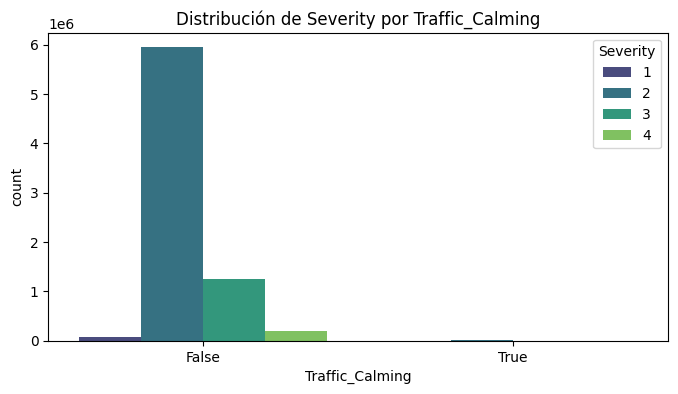 Distribución de Severity por Traffic_Calming
1e6
6
5
4
3
2
1
0
count
False
True
Traffic_Calming
Severity
1
2
3
4